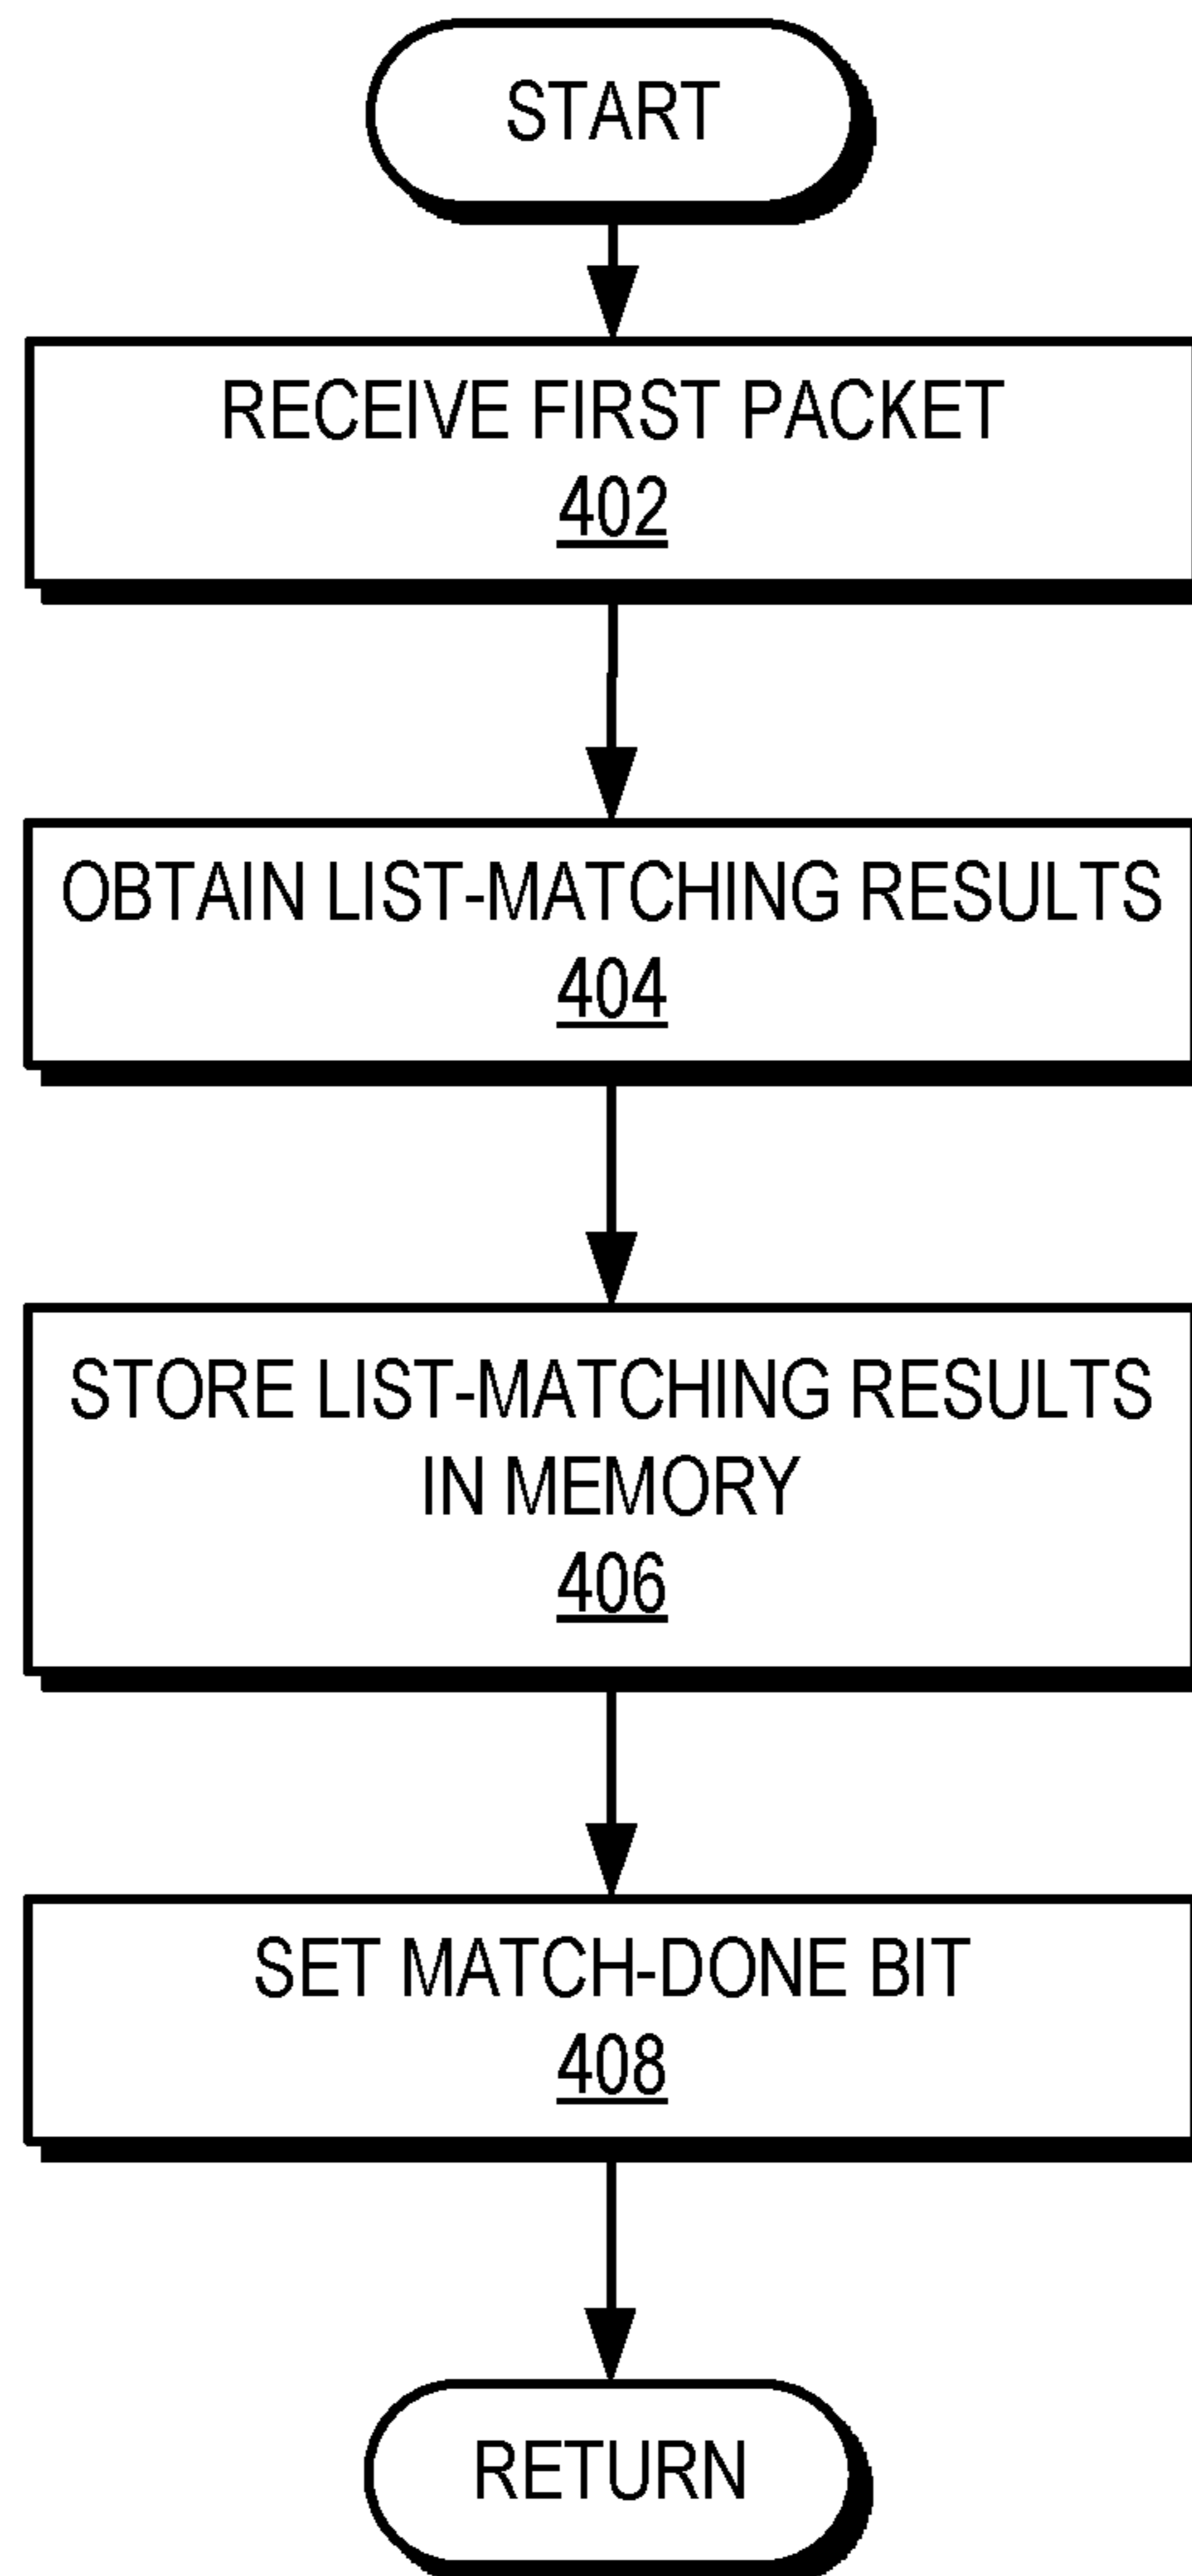 START
RECEIVE FIRST PACKET
402
OBTAIN LIST-MATCHING RESULTS
404
STORE LIST-MATCHING RESULTS
IN MEMORY
406
SET MATCH-DONE BIT
408
RETURN